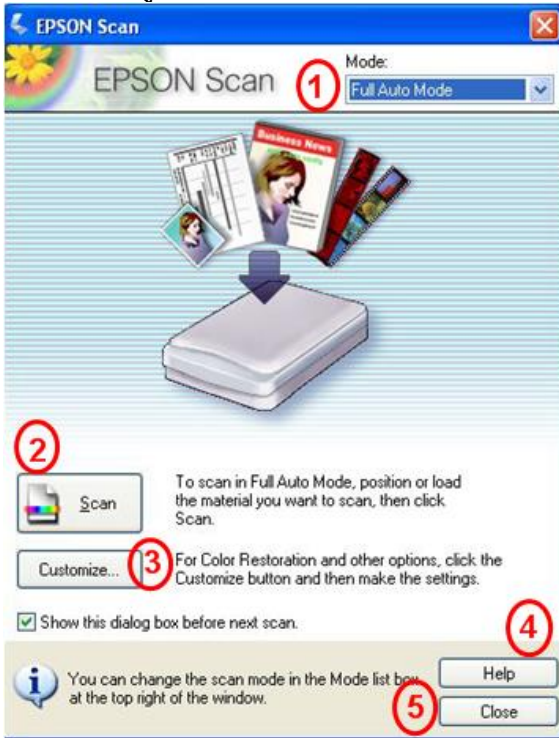 EPSON Scan
EPSON Scan
1
Mode:
Full Auto Mode
Business News
2
Scan
To scan in Full Auto Mode, position or load
the material you want to scan, then click
Scan.
Customize...
3
For Color Restoration and other options, click the
Customize button and then make the settings.
Show this dialog box before next scan.
4
You can change the scan mode in the Mode list box
at the top right of the window.
Help
5
Close